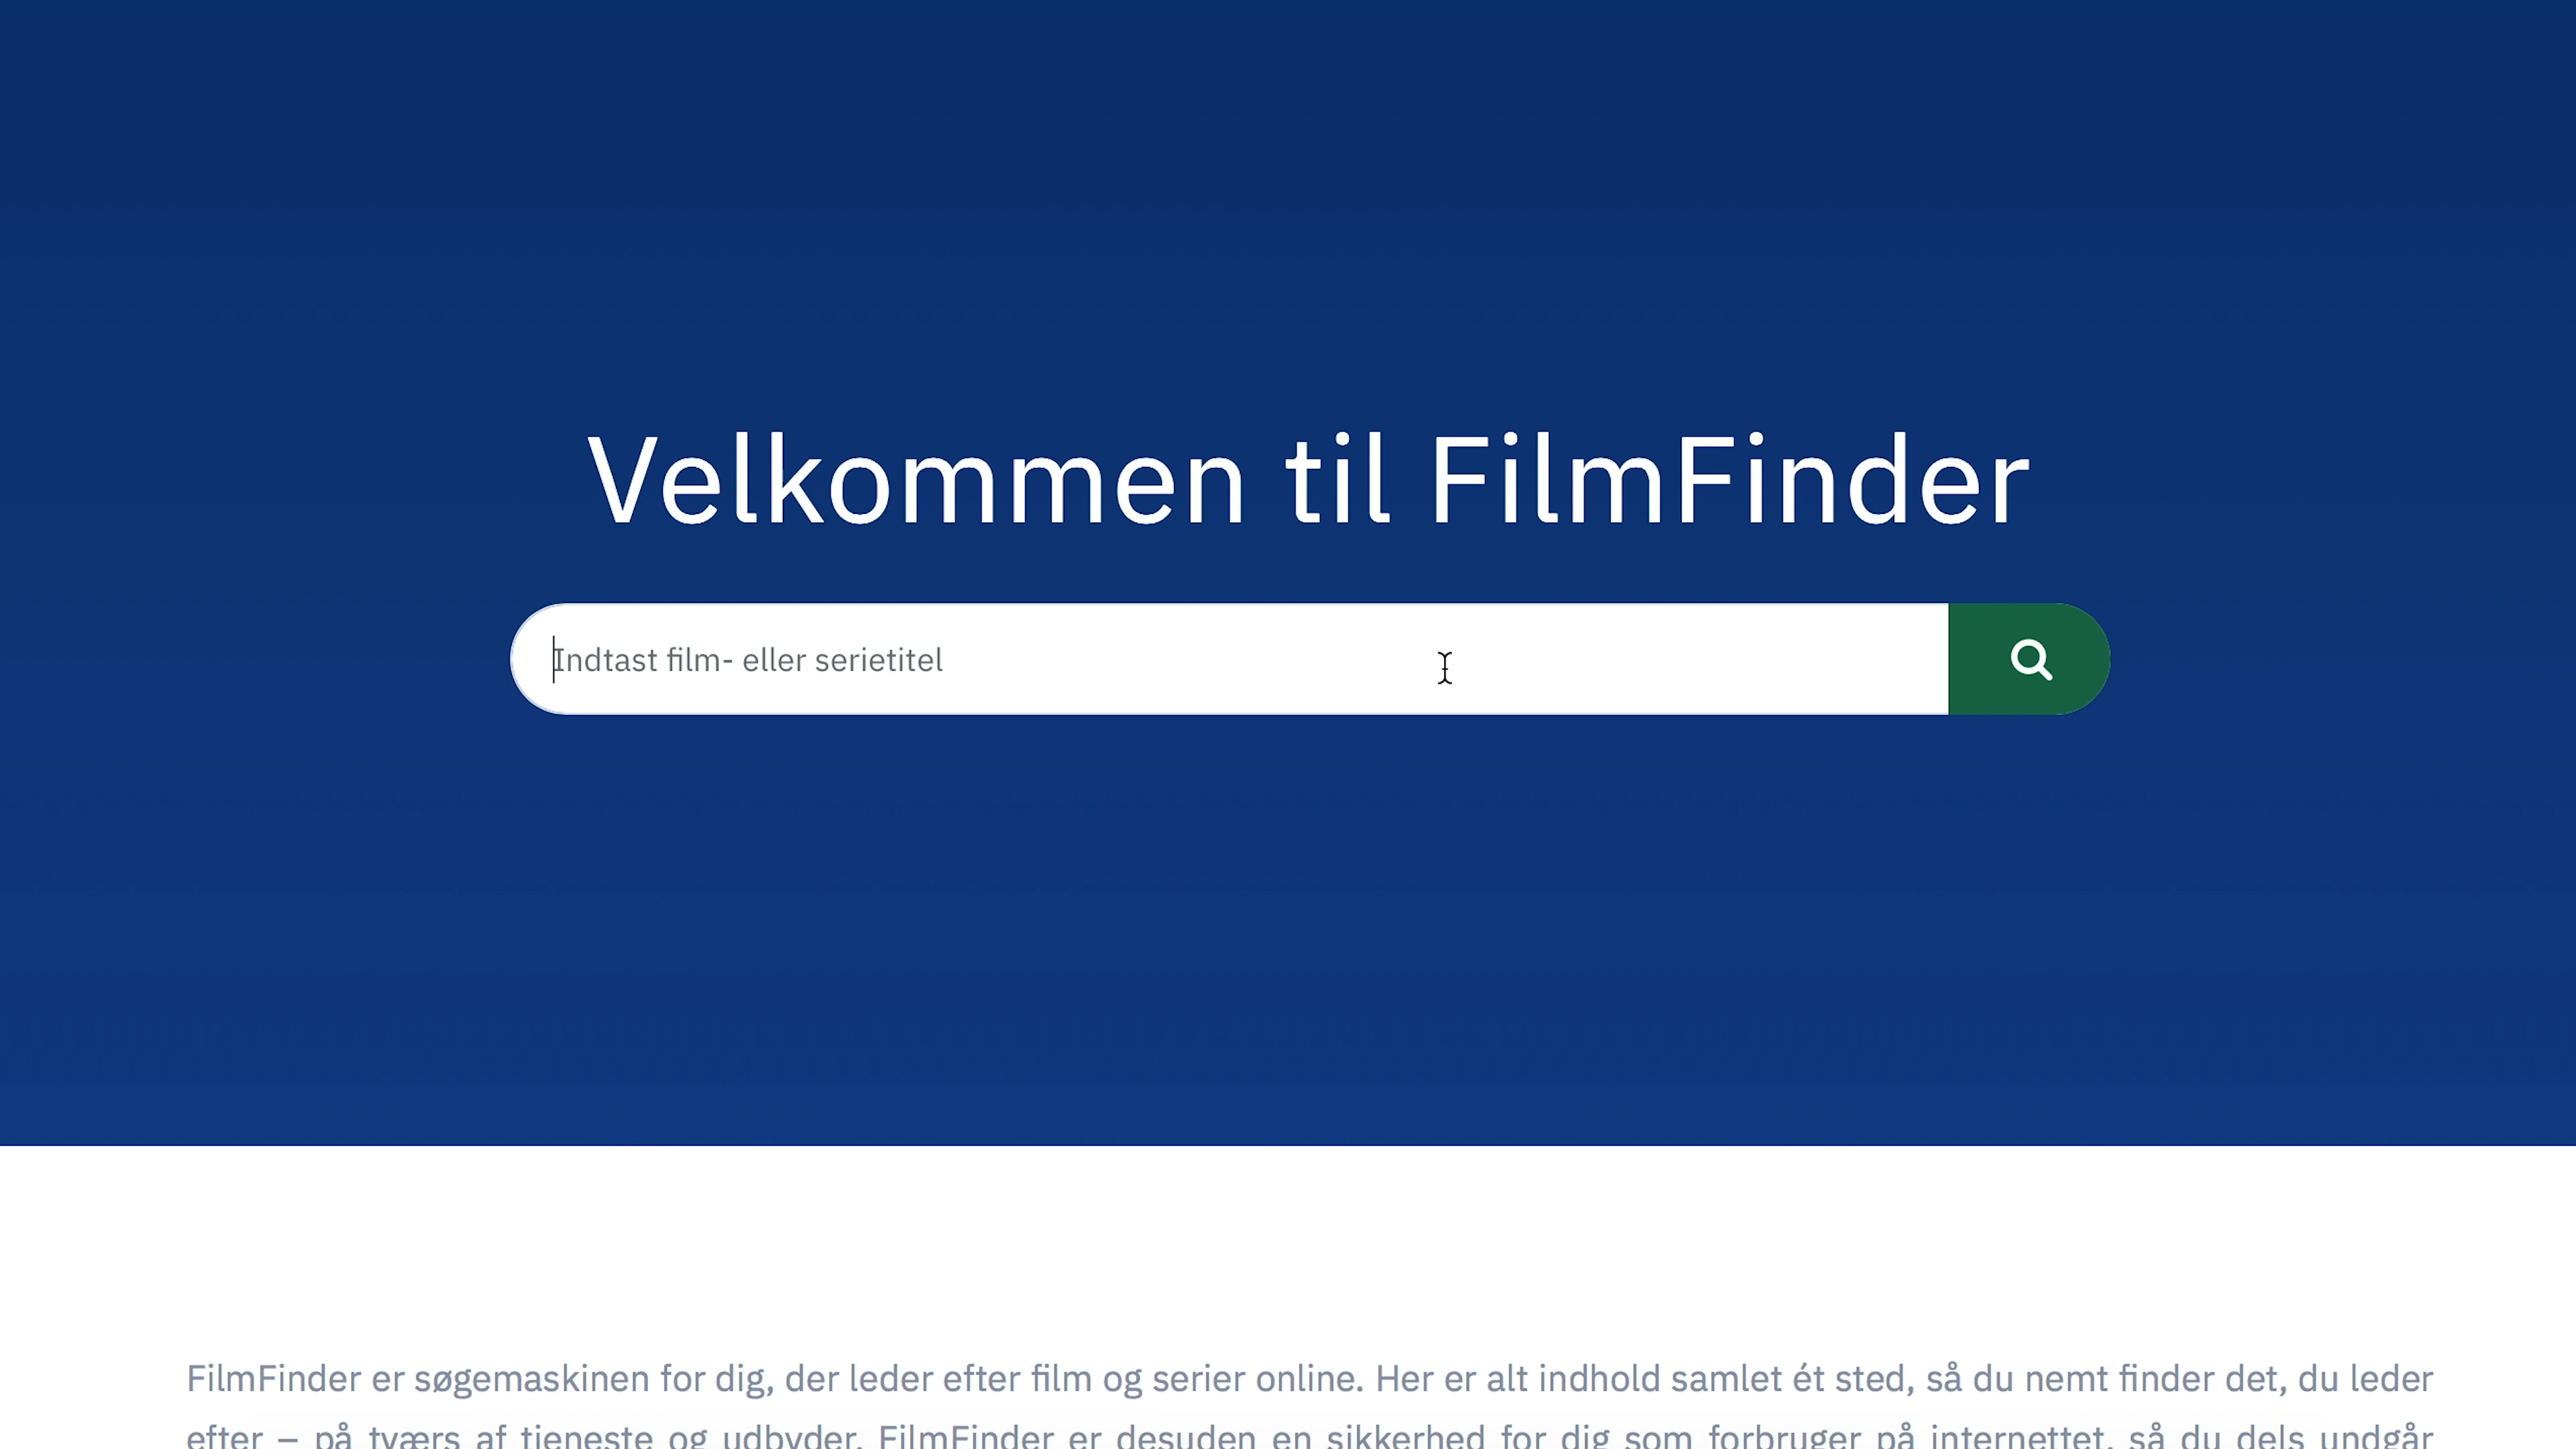 Velkommen til FilmFinder
Indtast film- eller serietitel
FilmFinder er søgemaskinen for dig, der leder efter film og serier online. Her er alt indhold samlet ét sted, så du nemt finder det, du leder
efter – på tværs af tjeneste og udbyder. FilmFinder er desuden en sikkerhed for dig som forbruger på internettet, så du dels undgår